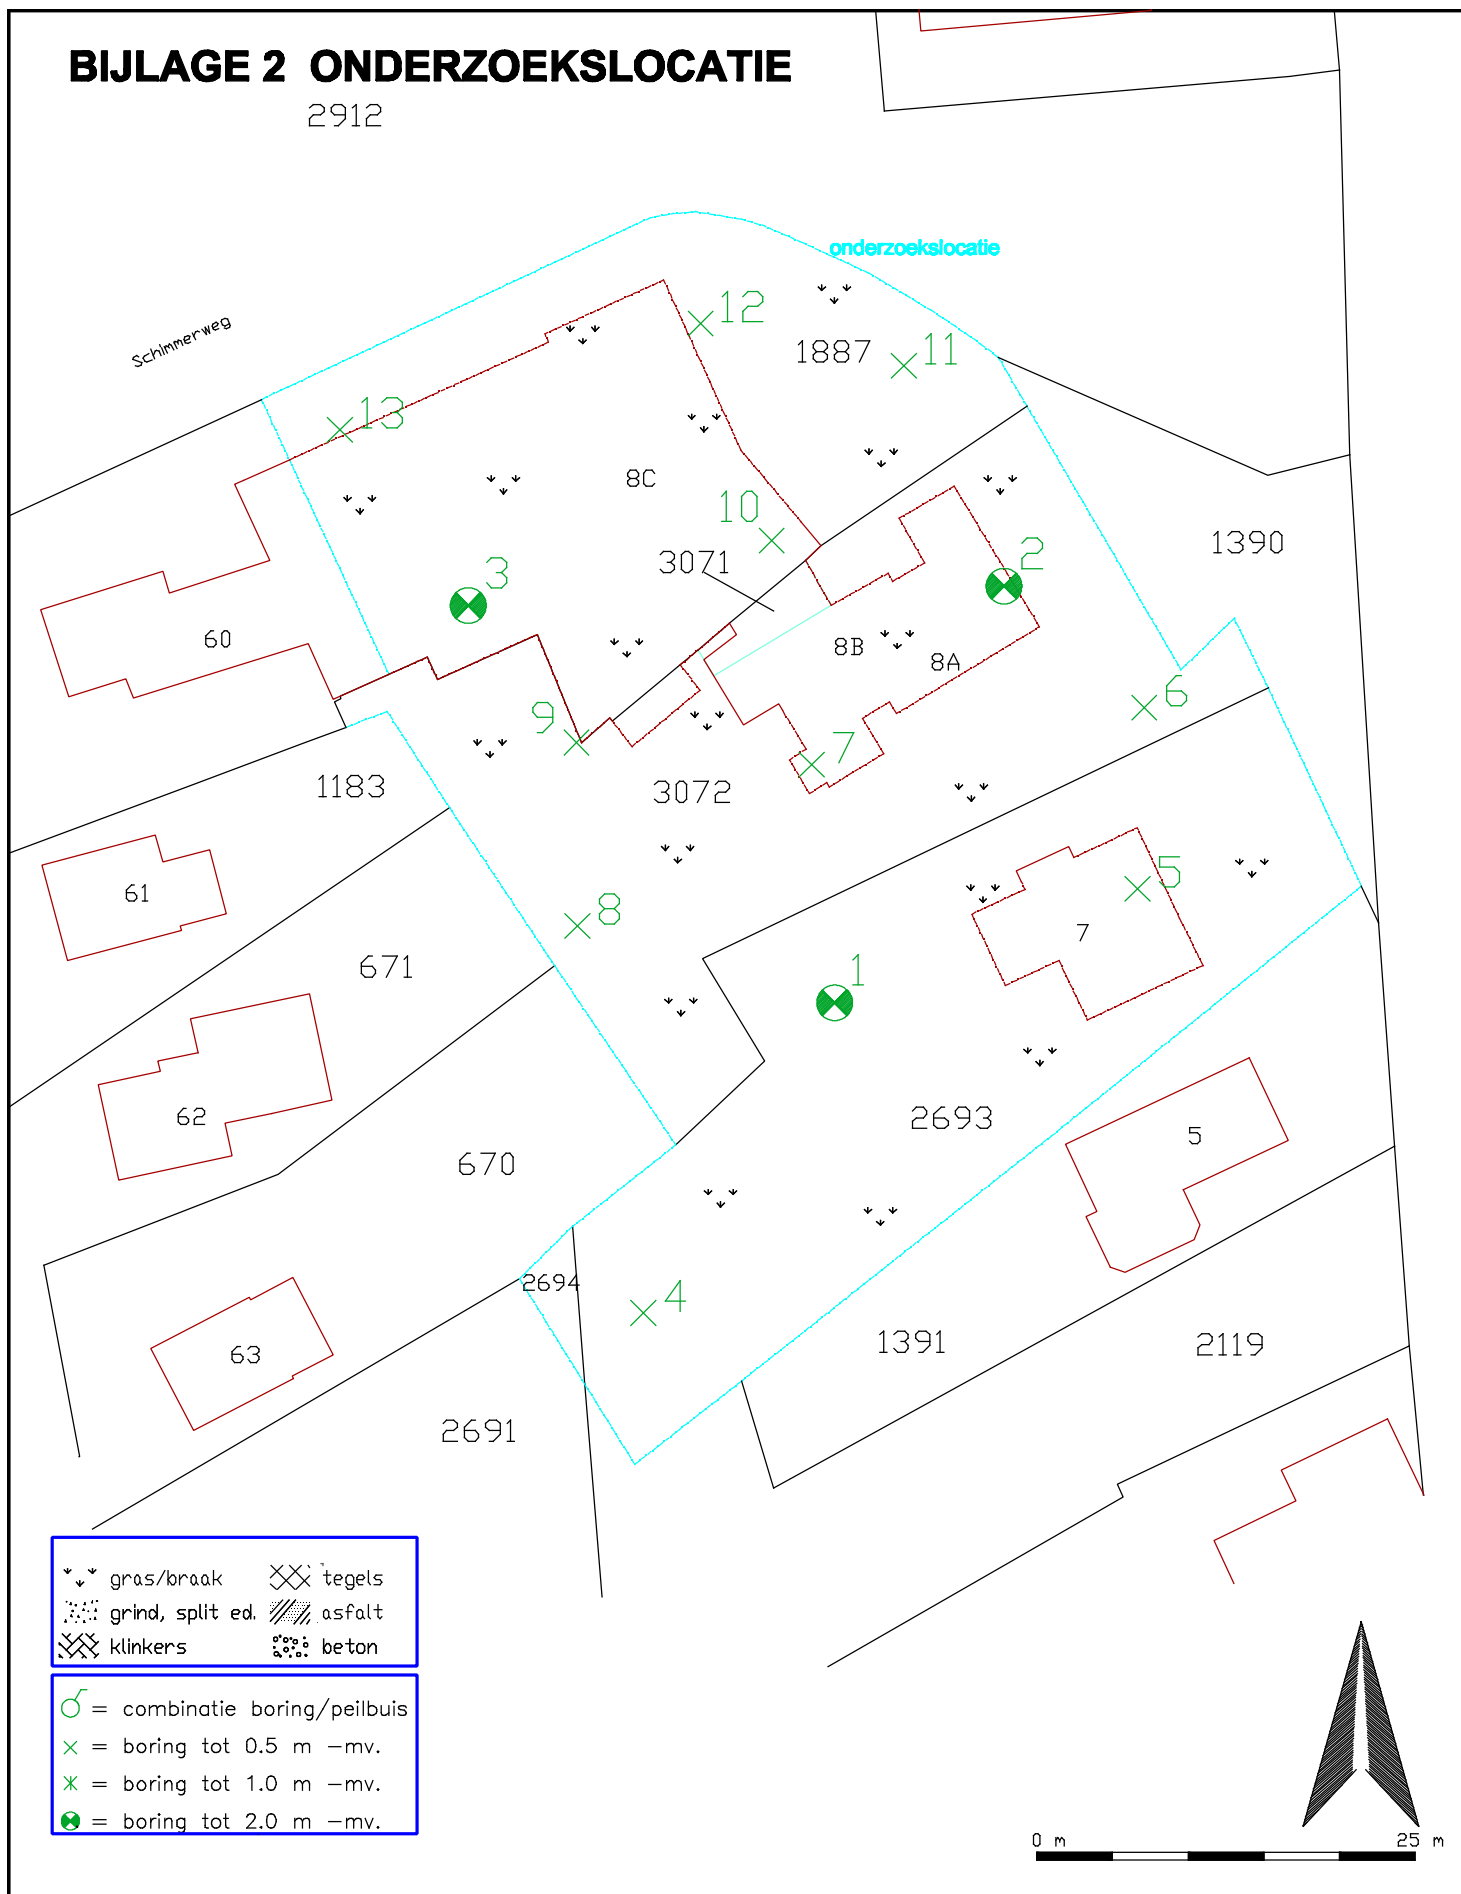 BIJLAGE 2 ONDERZOEKSLOCATIE
2912
onderzoekslocatie
Schimmerweg
12
1887
11
13
8C
10
3071
1390
2
3
60
8B
8A
6
9
7
1183
3072
61
5
8
7
671
1
62
2693
5
670
2694
4
63
1391
2119
2691
gras/braak
tegels
grind, split ed.
asfalt
klinkers
beton
= combinatie boring/peilbuis
= boring tot 0.5 m -mv.
= boring tot 1.0 m -mv.
= boring tot 2.0 m -mv.
0 m
25 m